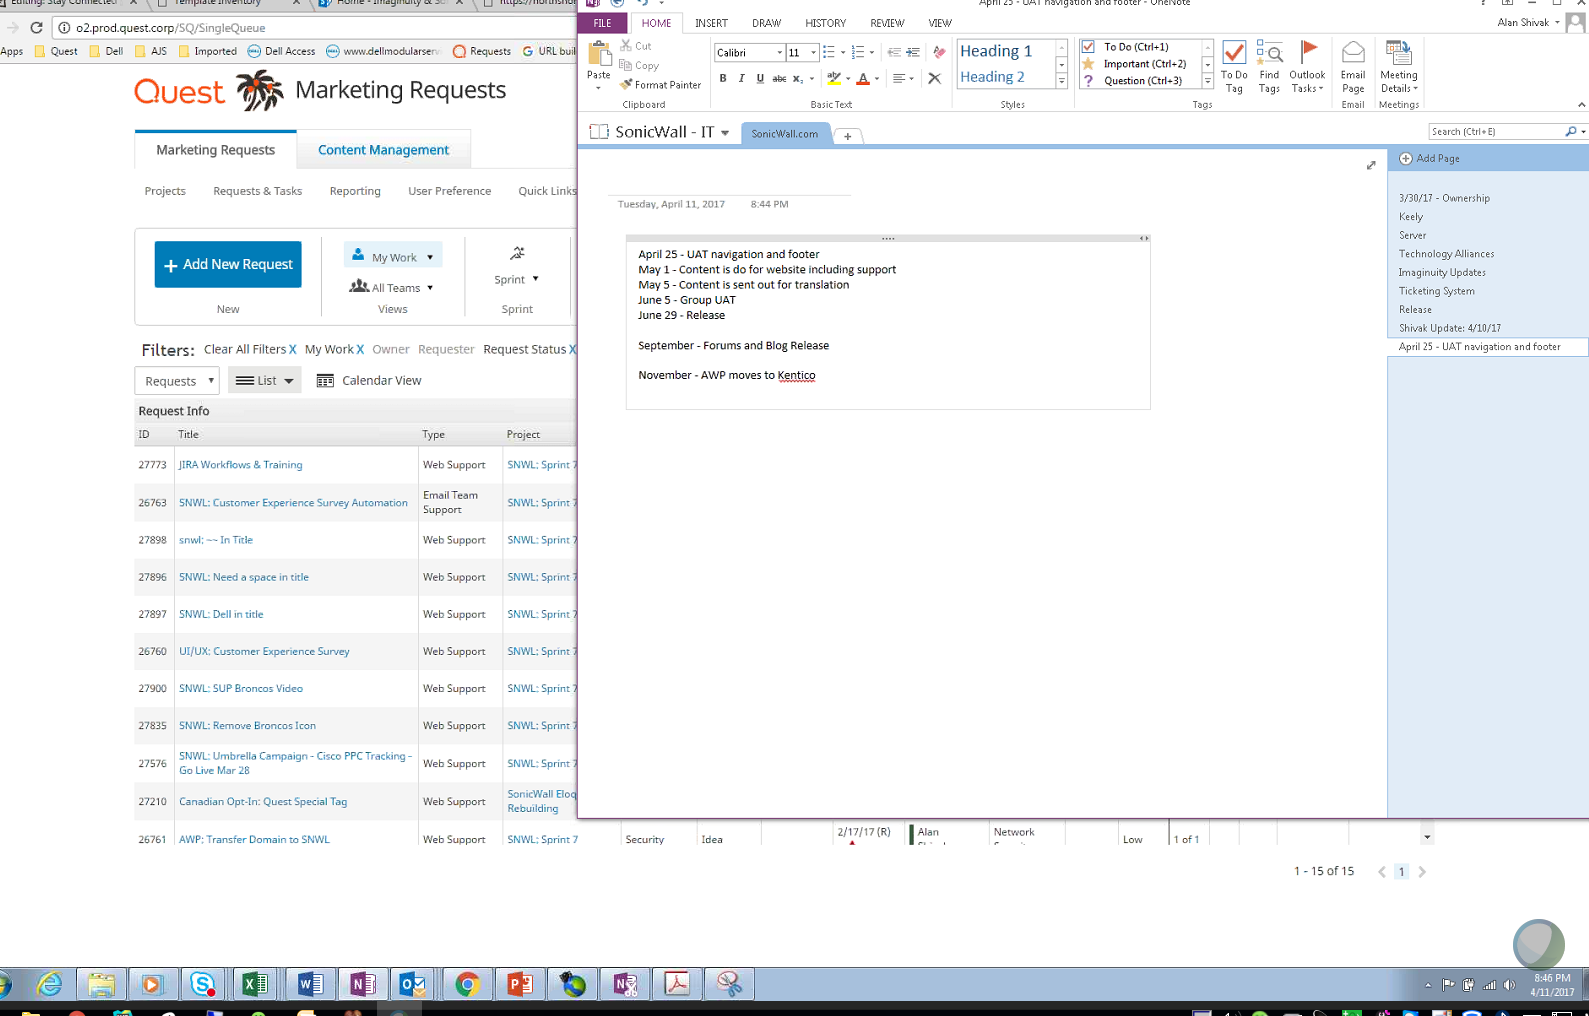 Editing: Stay Connected
Template Inventory
Home - Imaginuity & So
https://northsho
o2.prod.quest.corp/SQ/SingleQueue
Apps Quest Dell AJS Imported Dell Access www.dellmodularserv Requests URL buil
Quest Marketing Requests
Marketing Requests Content Management
Projects Requests & Tasks Reporting User Preference Quick Links
+ Add New Request
New
My Work
All Teams
Views
Sprint
Sprint
Filters: Clear All Filters X My Work X Owner Requester Request Status X
Requests List Calendar View
Request Info
ID Title Type Project
27773 JIRA Workflows & Training Web Support SNWL: Sprint 7
26763 SNWL: Customer Experience Survey Automation Email Team Support SNWL: Sprint 7
27898 snwl: ~~ In Title Web Support SNWL: Sprint 7
27896 SNWL: Need a space in title Web Support SNWL: Sprint 7
27897 SNWL: Dell in title Web Support SNWL: Sprint 7
26760 UI/UX: Customer Experience Survey Web Support SNWL: Sprint 7
27900 SNWL: SUP Broncos Video Web Support SNWL: Sprint 7
27835 SNWL: Remove Broncos Icon Web Support SNWL: Sprint 7
27576 SNWL: Umbrella Campaign - Cisco PPC Tracking - Go Live Mar 28 Web Support SNWL: Sprint 7
27210 Canadian Opt-In: Quest Special Tag Web Support SonicWall Eloq Rebuilding
26761 AWP: Transfer Domain to SNWL Web Support SNWL: Sprint 7 Security Idea 2/17/17 (R) Alan Network Low 1 of 1
1 - 15 of 15 1
April 25 - UAT navigation and footer - OneNote
FILE HOME INSERT DRAW HISTORY REVIEW VIEW
Alan Shivak
Paste
Cut
Copy
Format Painter
Clipboard
Calibri 11
B I U abc x₂
A
Basic Text
Heading 1
Heading 2
Styles
To Do (Ctrl+1)
Important (Ctrl+2)
Question (Ctrl+3)
To Do Tag
Find Tags
Tags
Outlook Tasks
Email Page
Email
Meeting Details
Meetings
SonicWall - IT SonicWall.com +
Search (Ctrl+E)
Tuesday, April 11, 2017 8:44 PM
April 25 - UAT navigation and footer
May 1 - Content is do for website including support
May 5 - Content is sent out for translation
June 5 - Group UAT
June 29 - Release
September - Forums and Blog Release
November - AWP moves to Kentico
Add Page
3/30/17 - Ownership
Keely
Server
Technology Alliances
Imaginuity Updates
Ticketing System
Release
Shivak Update: 4/10/17
April 25 - UAT navigation and footer
8:46 PM
4/11/2017